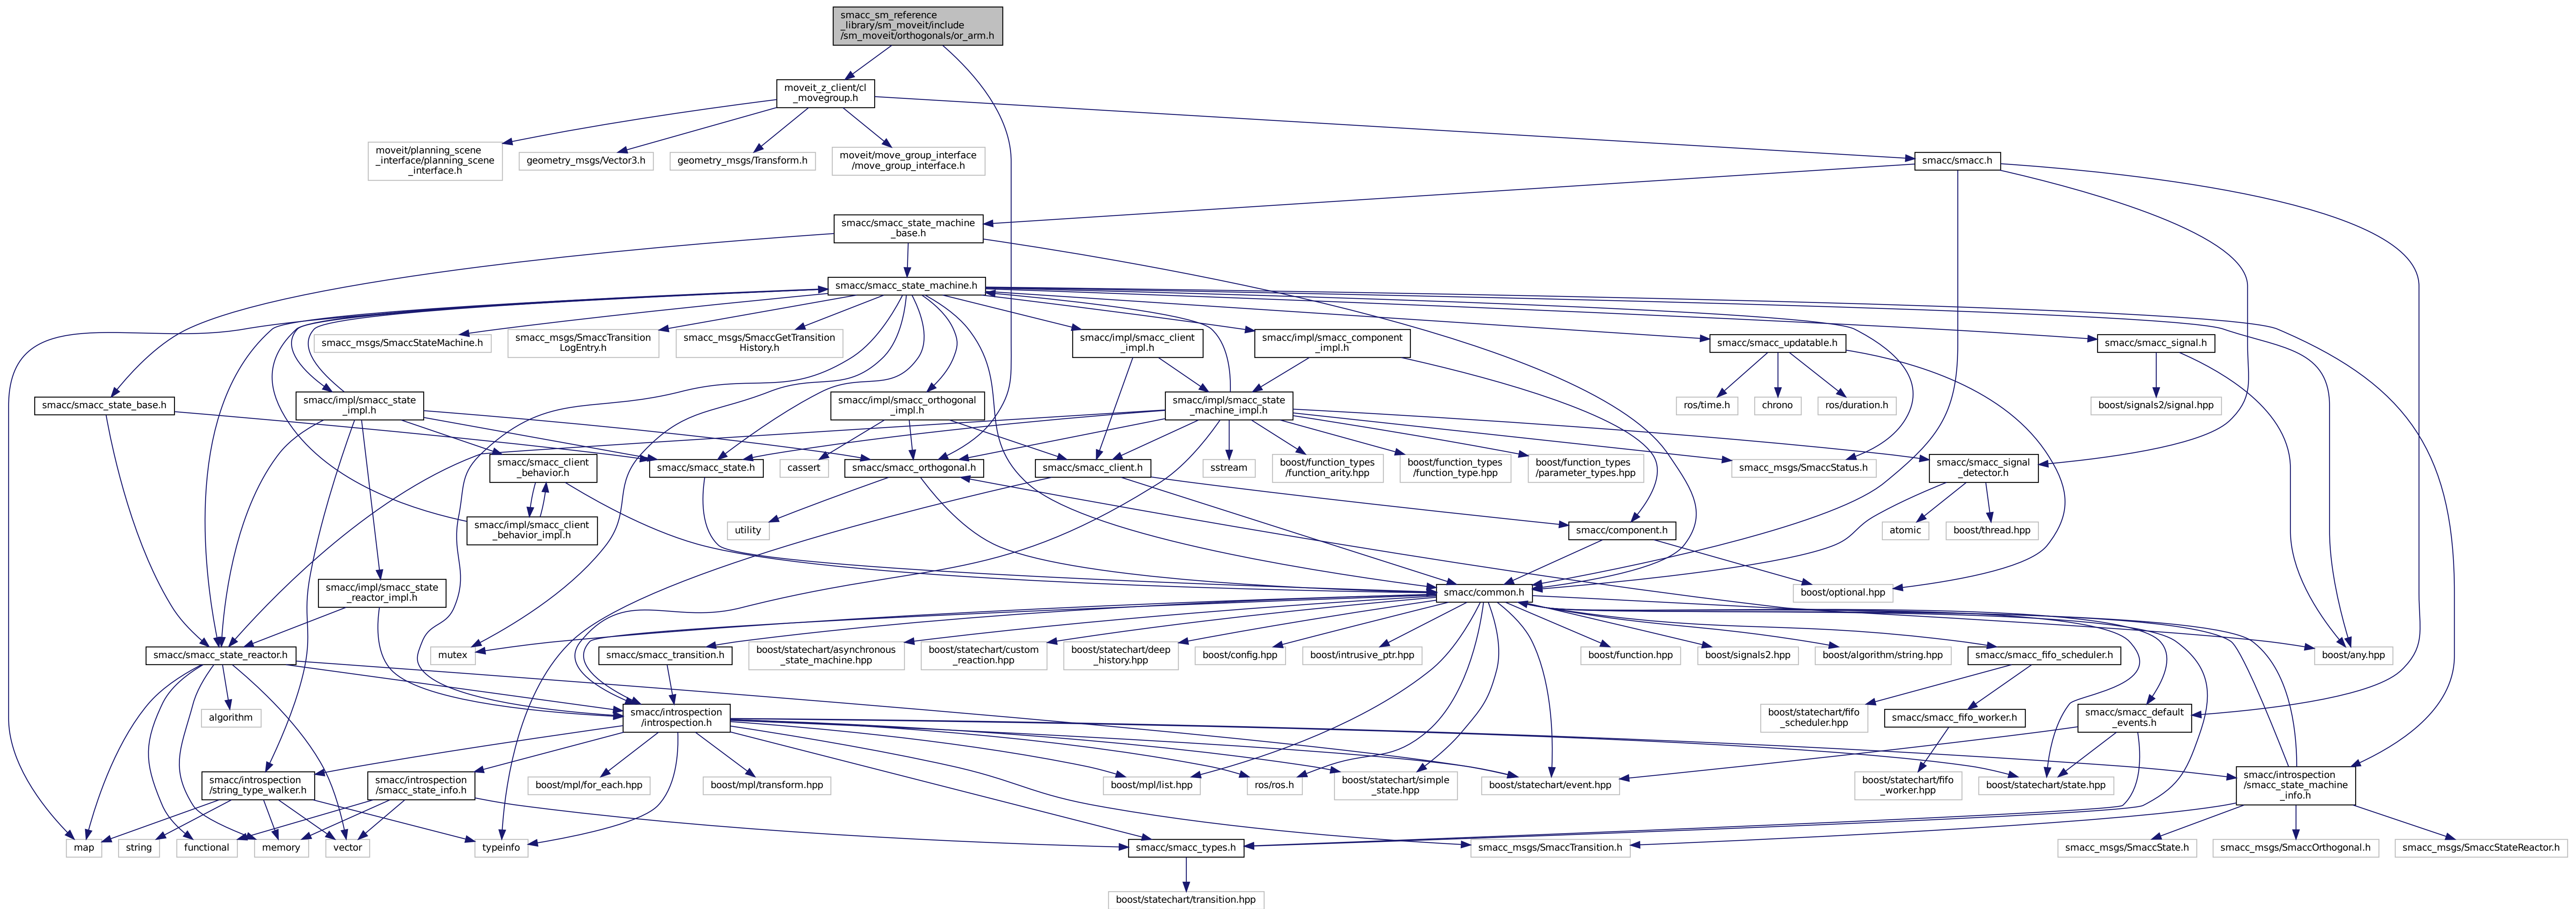 smacc_sm_reference
_library/sm_moveit/include
/sm_moveit/orthogonals/or_arm.h
moveit_z_client/cl
_movegroup.h
moveit/planning_scene
_interface/planning_scene
_interface.h
geometry_msgs/Vector3.h
geometry_msgs/Transform.h
moveit/move_group_interface
/move_group_interface.h
smacc/smacc.h
smacc/smacc_state_machine
_base.h
smacc/smacc_state_machine.h
smacc_msgs/SmaccStateMachine.h
smacc_msgs/SmaccTransition
LogEntry.h
smacc_msgs/SmaccGetTransition
History.h
smacc/impl/smacc_client
_impl.h
smacc/impl/smacc_component
_impl.h
smacc/smacc_updatable.h
smacc/smacc_signal.h
smacc/smacc_state_base.h
smacc/impl/smacc_state
_impl.h
smacc/impl/smacc_orthogonal
_impl.h
smacc/impl/smacc_state
_machine_impl.h
ros/time.h
chrono
ros/duration.h
boost/signals2/signal.hpp
smacc/smacc_client
_behavior.h
smacc/smacc_state.h
cassert
smacc/smacc_orthogonal.h
smacc/smacc_client.h
sstream
boost/function_types
/function_arity.hpp
boost/function_types
/function_type.hpp
boost/function_types
/parameter_types.hpp
smacc_msgs/SmaccStatus.h
smacc/smacc_signal
_detector.h
smacc/impl/smacc_client
_behavior_impl.h
utility
smacc/component.h
atomic
boost/thread.hpp
smacc/impl/smacc_state
_reactor_impl.h
smacc/common.h
boost/optional.hpp
smacc/smacc_state_reactor.h
mutex
smacc/smacc_transition.h
boost/statechart/asynchronous
_state_machine.hpp
boost/statechart/custom
_reaction.hpp
boost/statechart/deep
_history.hpp
boost/config.hpp
boost/intrusive_ptr.hpp
boost/function.hpp
boost/signals2.hpp
boost/algorithm/string.hpp
smacc/smacc_fifo_scheduler.h
boost/any.hpp
algorithm
smacc/introspection
/introspection.h
boost/statechart/fifo
_scheduler.hpp
smacc/smacc_fifo_worker.h
smacc/smacc_default
_events.h
smacc/introspection
/string_type_walker.h
smacc/introspection
/smacc_state_info.h
boost/mpl/for_each.hpp
boost/mpl/transform.hpp
boost/mpl/list.hpp
ros/ros.h
boost/statechart/simple
_state.hpp
boost/statechart/event.hpp
boost/statechart/fifo
_worker.hpp
boost/statechart/state.hpp
smacc/introspection
/smacc_state_machine
_info.h
map
string
functional
memory
vector
typeinfo
smacc/smacc_types.h
smacc_msgs/SmaccTransition.h
smacc_msgs/SmaccState.h
smacc_msgs/SmaccOrthogonal.h
smacc_msgs/SmaccStateReactor.h
boost/statechart/transition.hpp